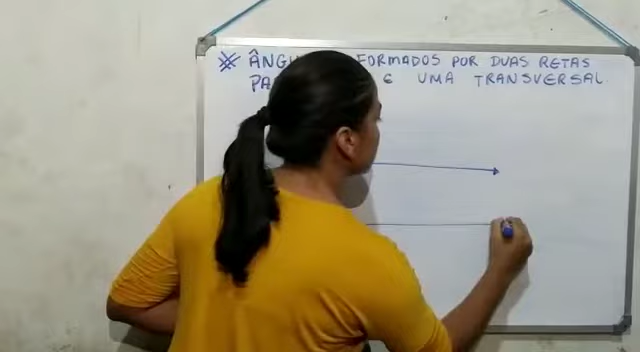 * FORMADOS POR DUAS RETAS
E UMA TRANSVERSAL.